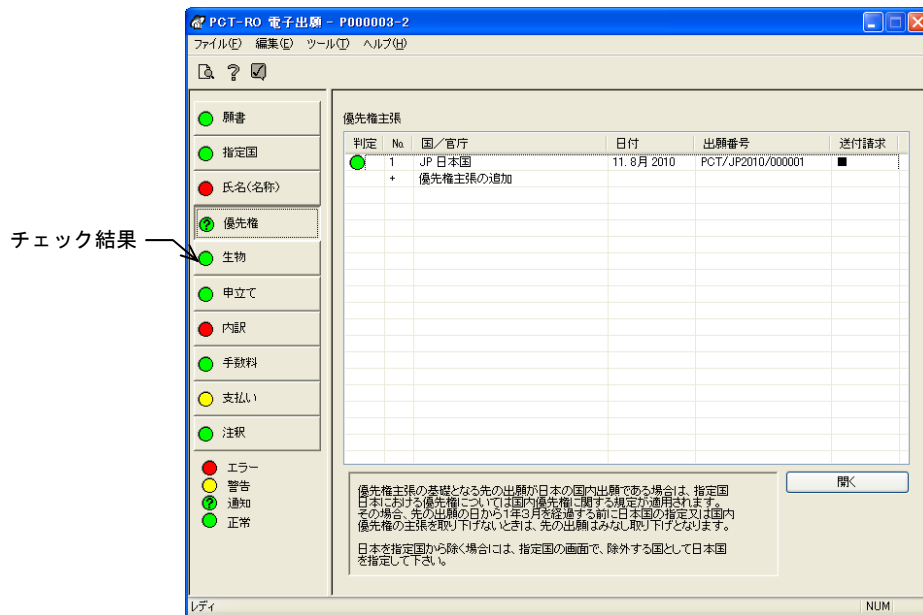 PCT-RO 電子出願 - P000003-2
ファイル(F) 編集(E) ツール(T) ヘルプ(H)
願書
指定国
氏名(名称)
優先権
チェック結果
生物
申立て
内訳
手数料
支払い
注釈
エラー
警告
通知
正常
優先権主張
判定 No. 国/官庁 日付 出願番号 送付請求
1 JP 日本国 11. 8月 2010 PCT/JP2010/000001 ■
+ 優先権主張の追加
優先権主張の基礎となる先の出願が日本の国内出願である場合は、指定国
日本における優先権については国内優先権に関する規定が適用されます。
その場合、先の出願の日から1年3月を経過する前に日本国の指定又は国内
優先権の主張を取り下げないときは、先の出願はみなし取り下げとなります。
日本を指定国から除く場合には、指定国の画面で、除外する国として日本国
を指定して下さい。
開く
レディ
NUM